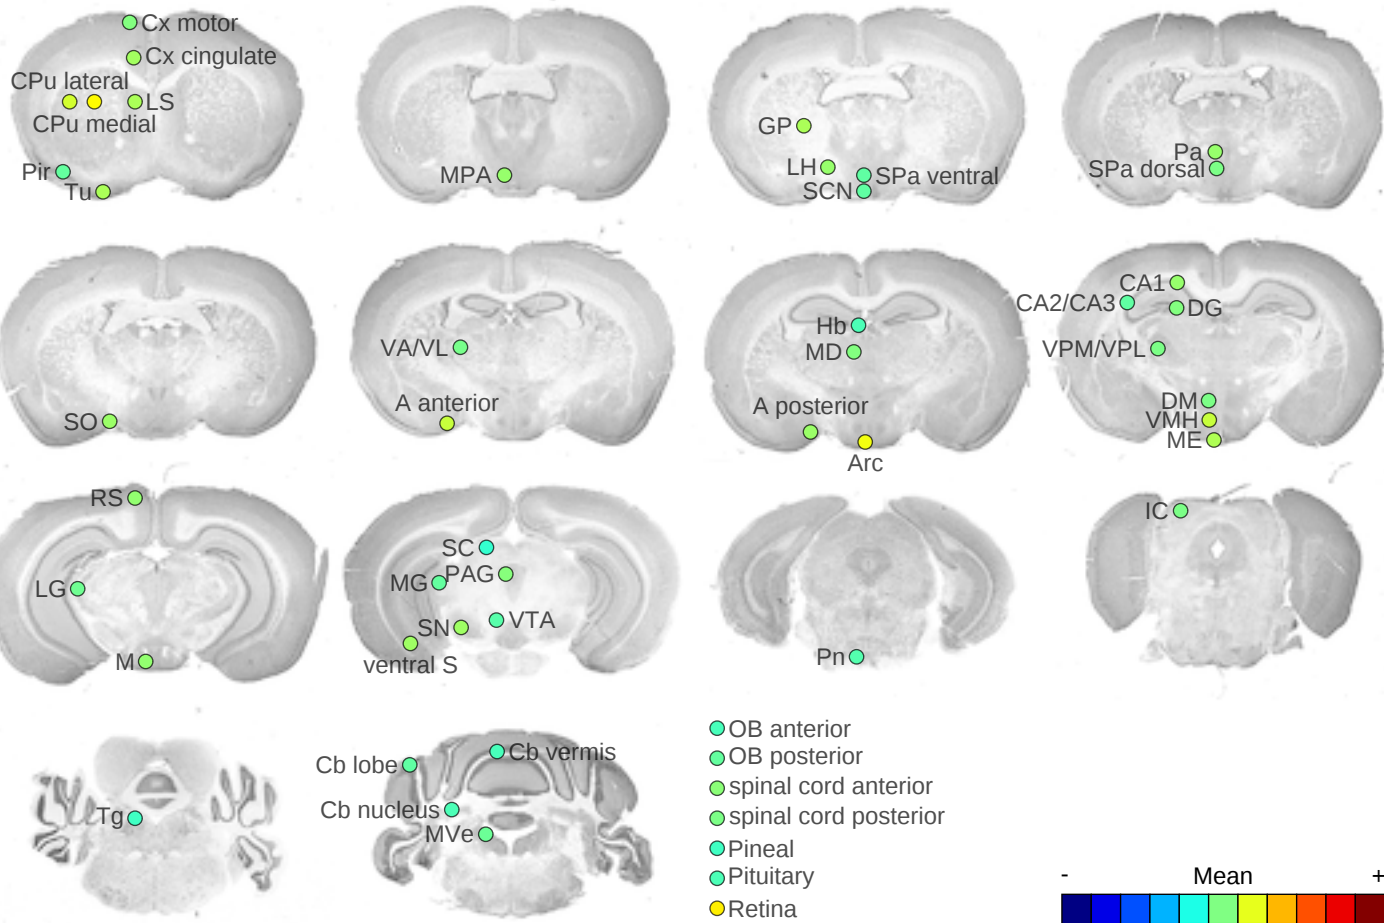 Cx motor
Cx cingulate
CPu lateral
LS
CPu medial
Pir
Tu
MPA
GP
LH
SPa ventral
SCN
Pa
SPa dorsal
SO
VA/VL
A anterior
Hb
MD
A posterior
Arc
CA1
CA2/CA3
DG
VPM/VPL
DM
VMH
ME
RS
LG
M
SC
MG
PAG
SN
VTA
ventral S
Pn
IC
Tg
Cb lobe
Cb vermis
Cb nucleus
MVe
OB anterior
OB posterior
spinal cord anterior
spinal cord posterior
Pineal
Pituitary
Retina
- Mean +